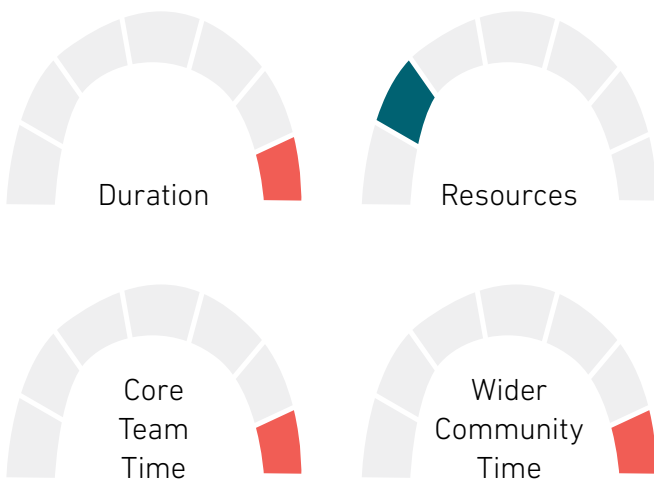 Duration
Resources
Core
Team
Time
Wider
Community
Time